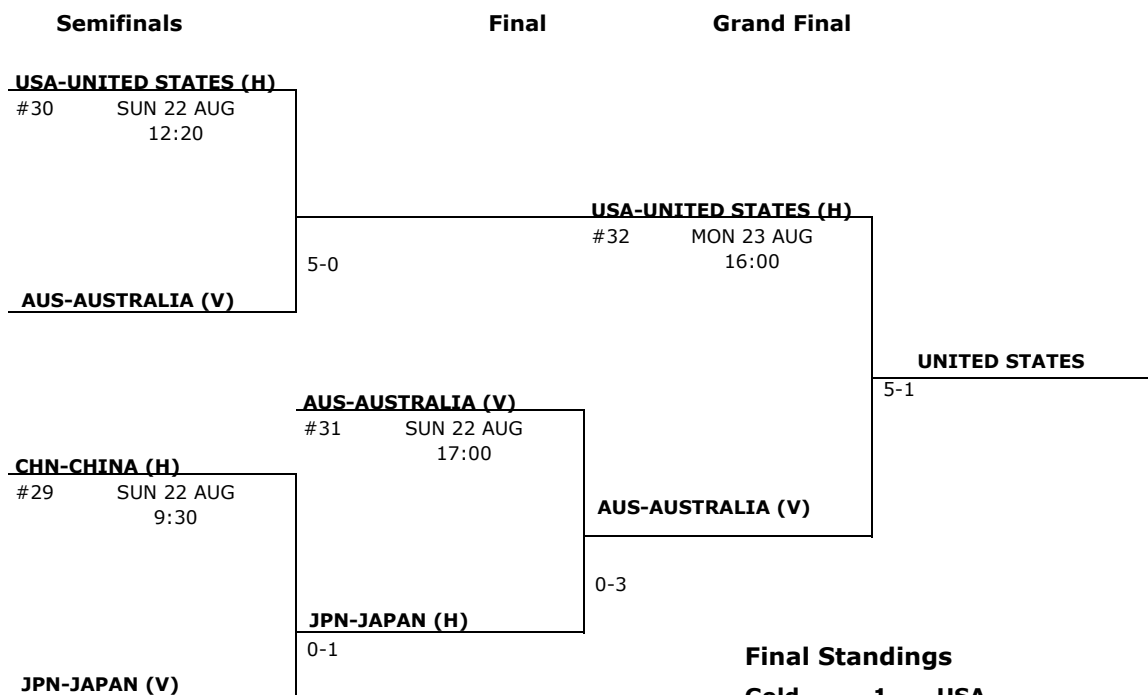 Semifinals Final Grand Final
USA-UNITED STATES (H)
#30 SUN 22 AUG
12:20
USA-UNITED STATES (H)
#32 MON 23 AUG
16:00
5-0
AUS-AUSTRALIA (V)
UNITED STATES
5-1
AUS-AUSTRALIA (V)
#31 SUN 22 AUG
17:00
CHN-CHINA (H)
#29 SUN 22 AUG
9:30
AUS-AUSTRALIA (V)
0-3
JPN-JAPAN (H)
0-1
Final Standings
JPN-JAPAN (V)
Gold 1 USA